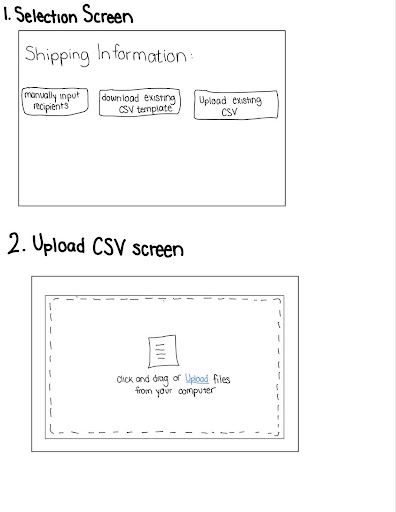 1. Selection Screen
Shipping Information:
manually input
recipients
download existing
CSV template
Upload existing
CSV
2. Upload CSV screen
Click and drag or Upload files
from your computer